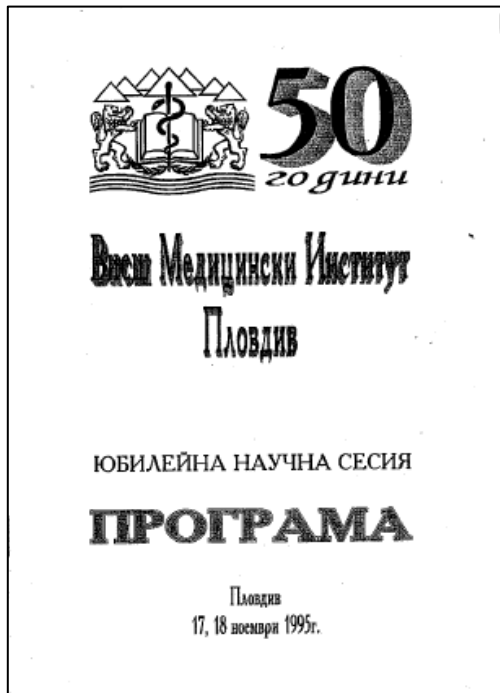 50
години
Висш Медицински Институт
Пловдив
ЮБИЛЕЙНА НАУЧНА СЕСИЯ
ПРОГРАМА
Пловдив
17, 18 ноември 1995г.